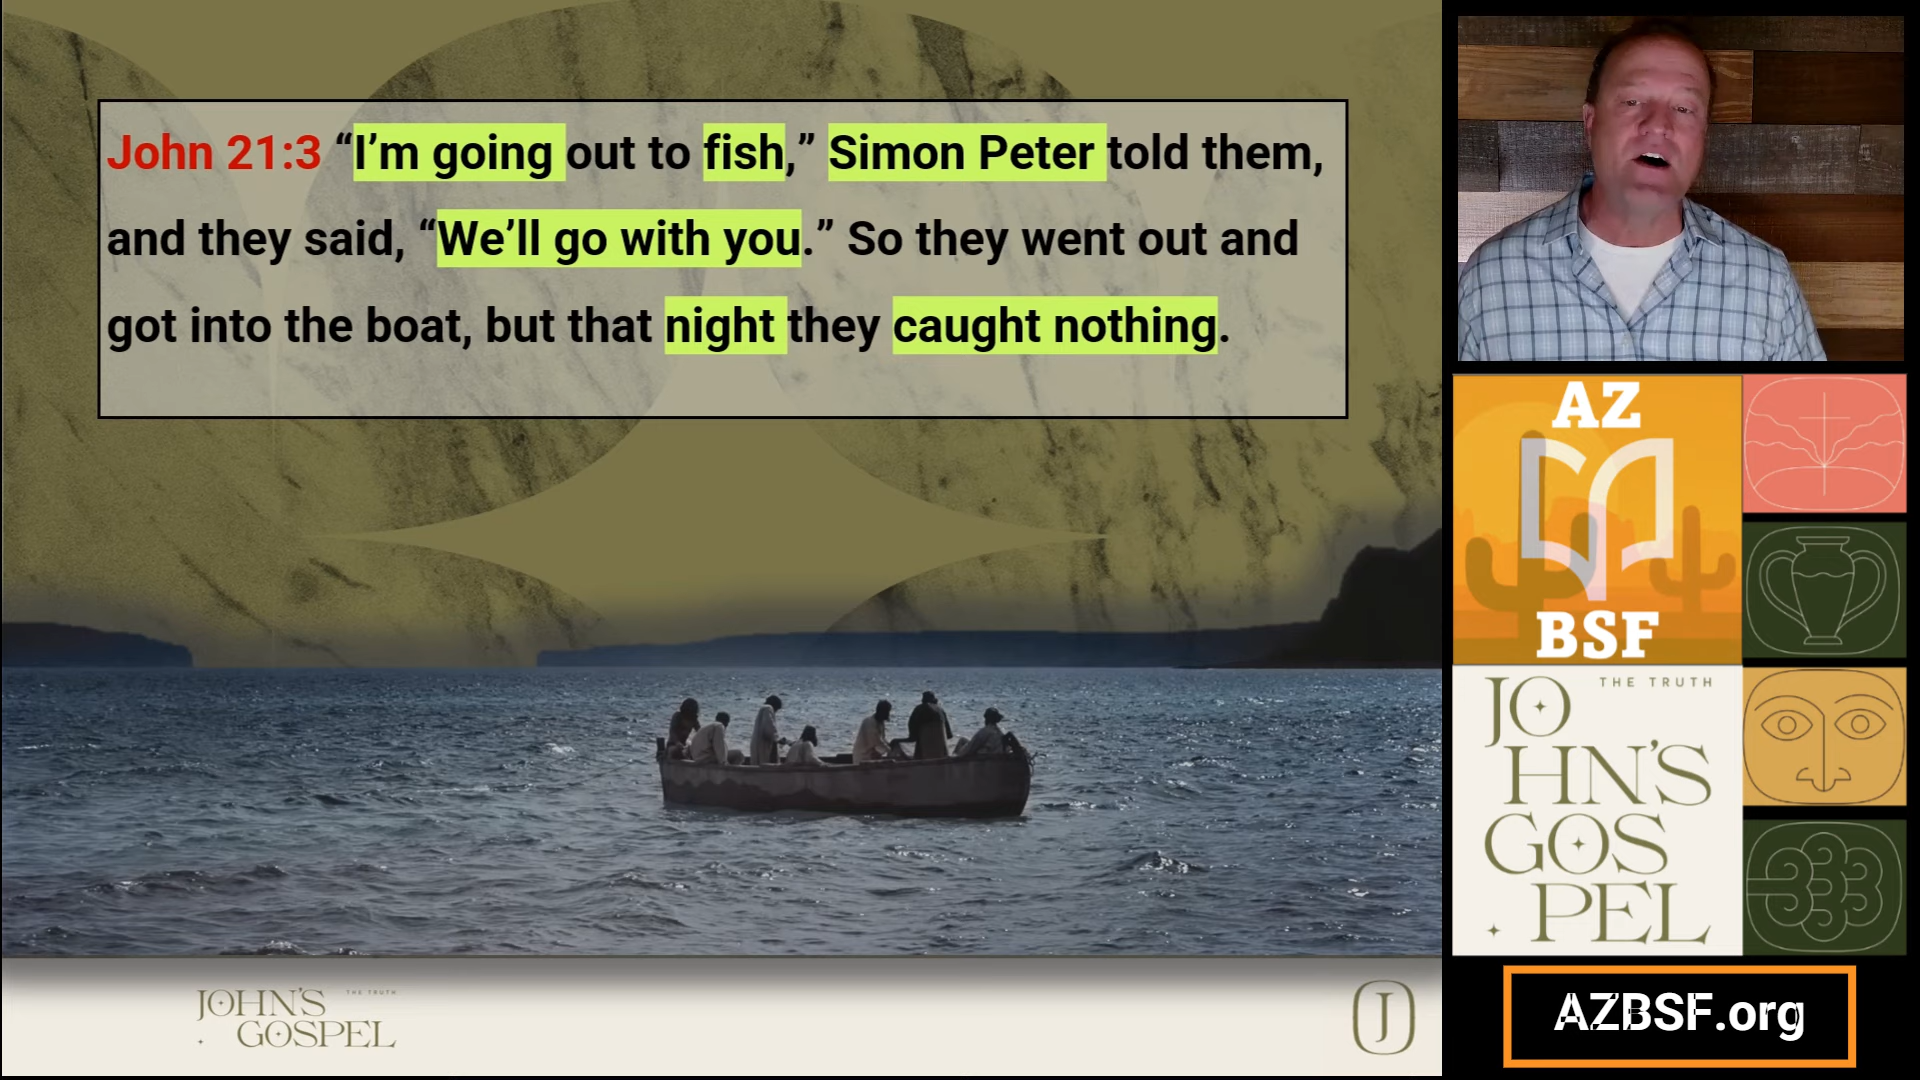 John 21:3 “I’m going out to fish,” Simon Peter told them,
and they said, “We’ll go with you.” So they went out and
got into the boat, but that night they caught nothing.
AZ
BSF
THE TRUTH
JO
HN'S
GOS
PEL
JOHN'S THE TRUTH
GOSPEL
J
AZBSF.org